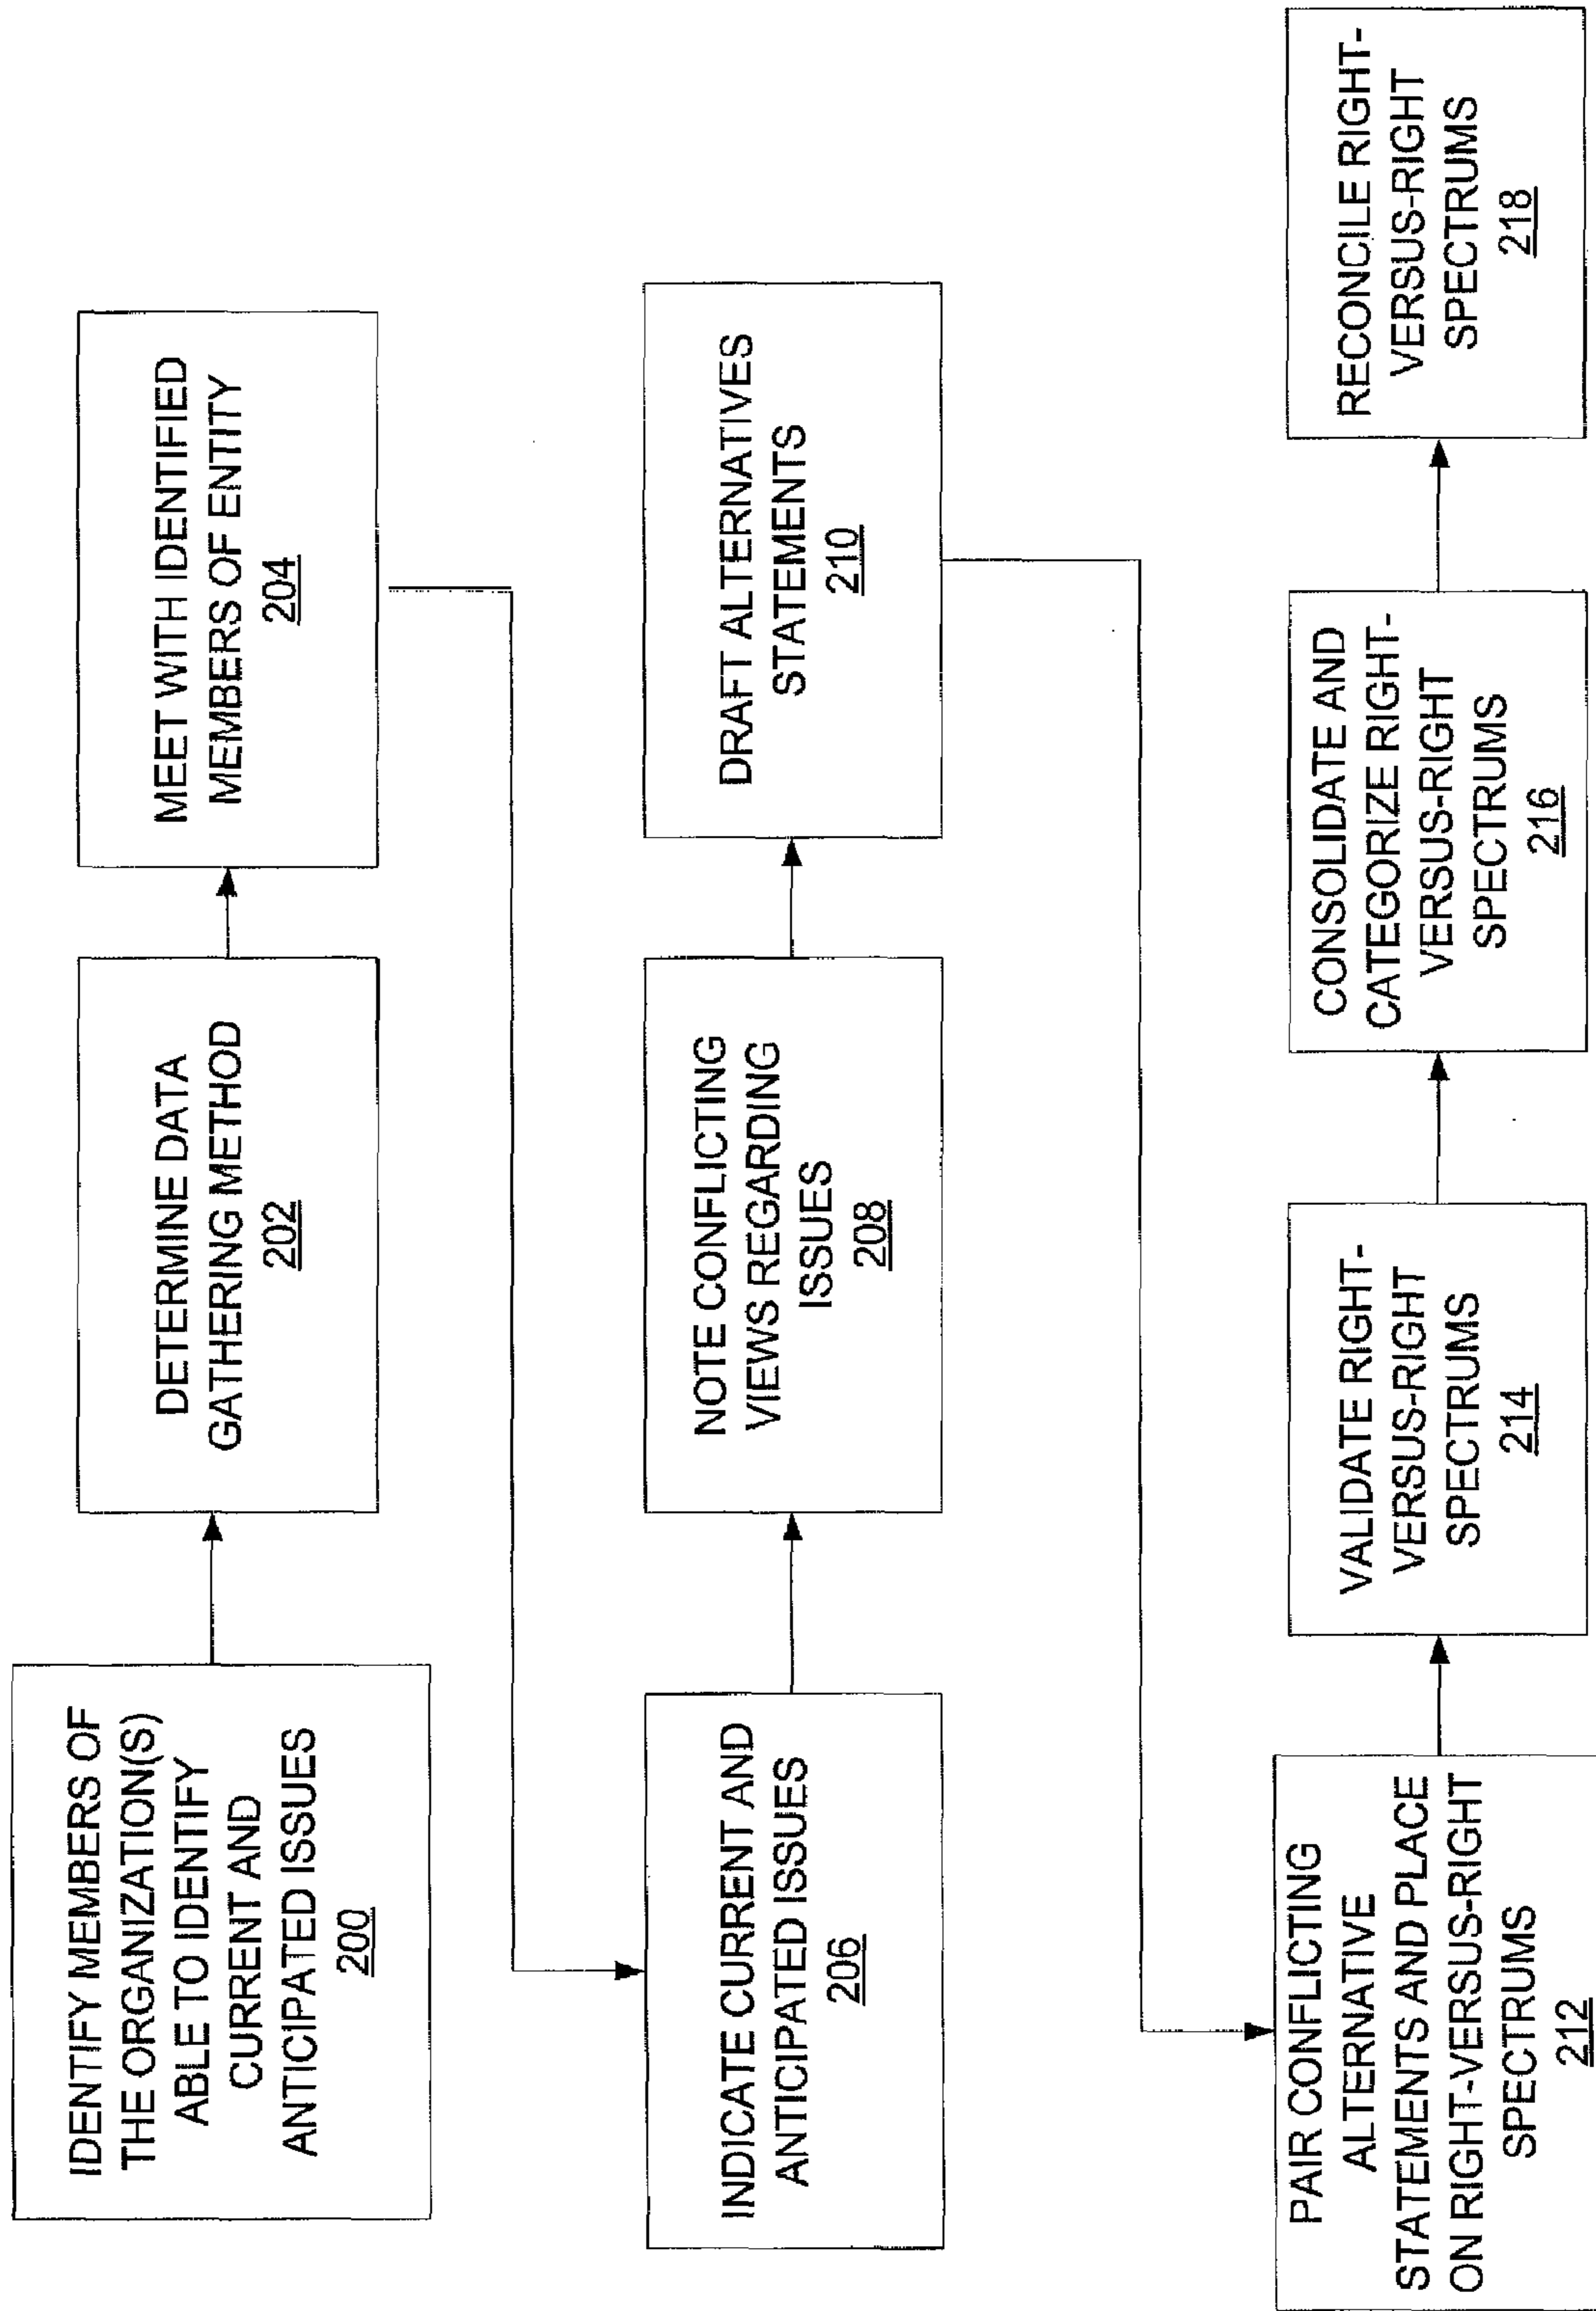 IDENTIFY MEMBERS OF
THE ORGANIZATION(S)
ABLE TO IDENTIFY
CURRENT AND
ANTICIPATED ISSUES
200
DETERMINE DATA
GATHERING METHOD
202
MEET WITH IDENTIFIED
MEMBERS OF ENTITY
204
INDICATE CURRENT AND
ANTICIPATED ISSUES
206
NOTE CONFLICTING
VIEWS REGARDING
ISSUES
208
DRAFT ALTERNATIVES
STATEMENTS
210
PAIR CONFLICTING
ALTERNATIVE
STATEMENTS AND PLACE
ON RIGHT-VERSUS-RIGHT
SPECTRUMS
212
VALIDATE RIGHT-
VERSUS-RIGHT
SPECTRUMS
214
CONSOLIDATE AND
CATEGORIZE RIGHT-
VERSUS-RIGHT
SPECTRUMS
216
RECONCILE RIGHT-
VERSUS-RIGHT
SPECTRUMS
218